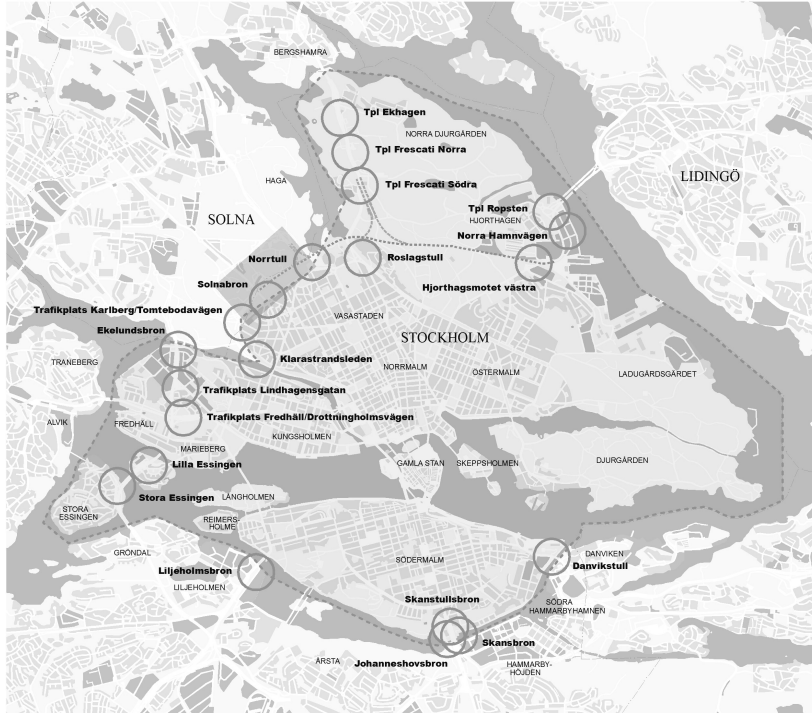 BERGSHAMRA
Tpl Ekhagen
NORRA DJURGÅRDEN
Tpl Frescati Norra
LIDINGÖ
HAGA
Tpl Frescati Södra
SOLNA
Tpl Ropsten
HJORTHAGEN
Norra Hamnvägen
Norrtull
Roslagstull
Solnabron
Hjorthagsmotet västra
Trafikplats Karlberg/Tomtebodavägen
VASASTADEN
Ekelundsbron
STOCKHOLM
TRANEBERG
Klarastrandsleden
NORRMALM
ÖSTERMALM
LADUGÅRDSGÄRDET
Trafikplats Lindhagensgatan
Trafikplats Fredhäll/Drottningholmsvägen
ALVIK
FREDHÄLL
KUNGSHOLMEN
MARIEBERG
GAMLA STAN
SKEPPSHOLMEN
DJURGÅRDEN
Lilla Essingen
Stora Essingen
LÅNGHOLMEN
STORA
ESSINGEN
REIMERS-
HOLME
GRÖNDAL
DANVIKEN
SÖDERMALM
Danvikstull
Liljeholmsbron
LILJEHOLMEN
Skanstullsbron
SÖDRA
HAMMARBYHAMNEN
Skansbron
ÅRSTA
Johanneshovsbron
HAMMARBY-
HÖJDEN